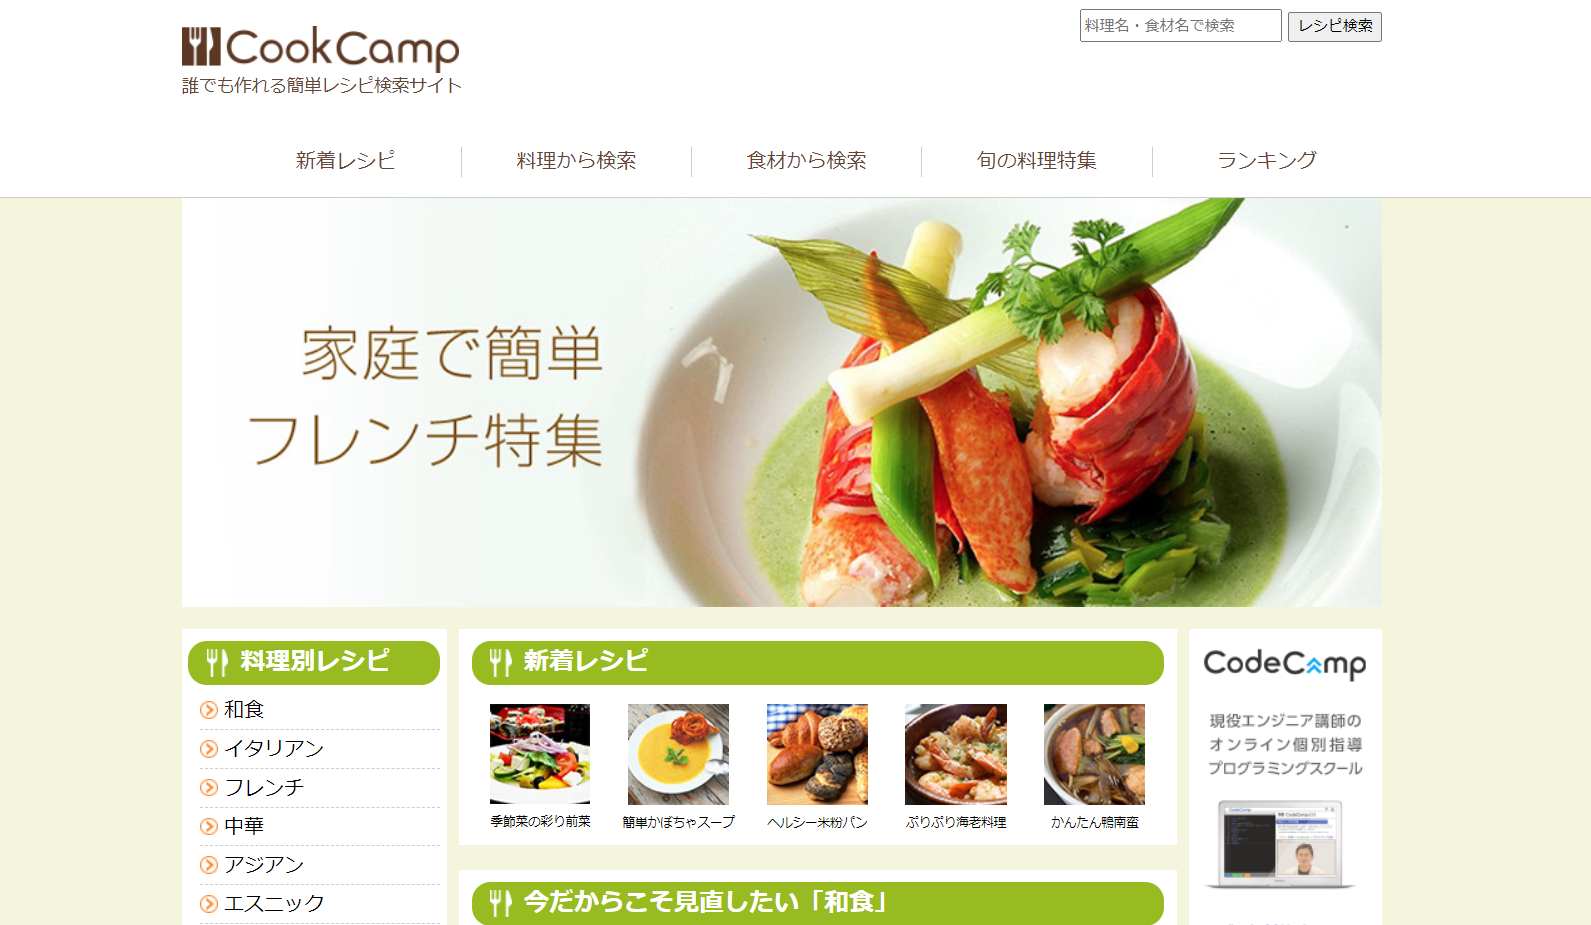 CookCamp
誰でも作れる簡単レシピ検索サイト
料理名・食材名で検索
レシピ検索
新着レシピ
料理から検索
食材から検索
旬の料理特集
ランキング
家庭で簡単
フレンチ特集
料理別レシピ
和食
イタリアン
フレンチ
中華
アジアン
エスニック
新着レシピ
季節菜の彩り前菜
簡単かぼちゃスープ
ヘルシー米粉パン
ぷりぷり海老料理
かんたん鴨南蛮
今だからこそ見直したい「和食」
CodeCamp
現役エンジニア講師の
オンライン個別指導
プログラミングスクール